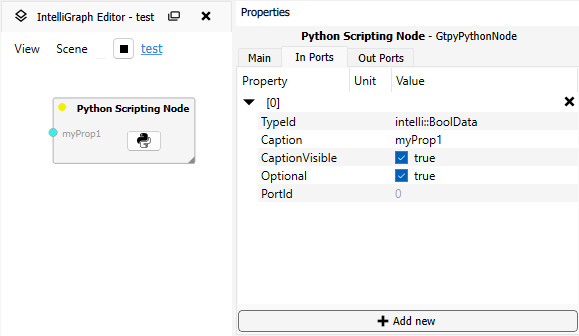 IntelliGraph Editor - test
View Scene test
Python Scripting Node
myProp1
Properties
Python Scripting Node - GtpyPythonNode
Main In Ports Out Ports
Property Unit Value
[0]
TypeId intelli::BoolData
Caption myProp1
CaptionVisible true
Optional true
PortId 0
Add new